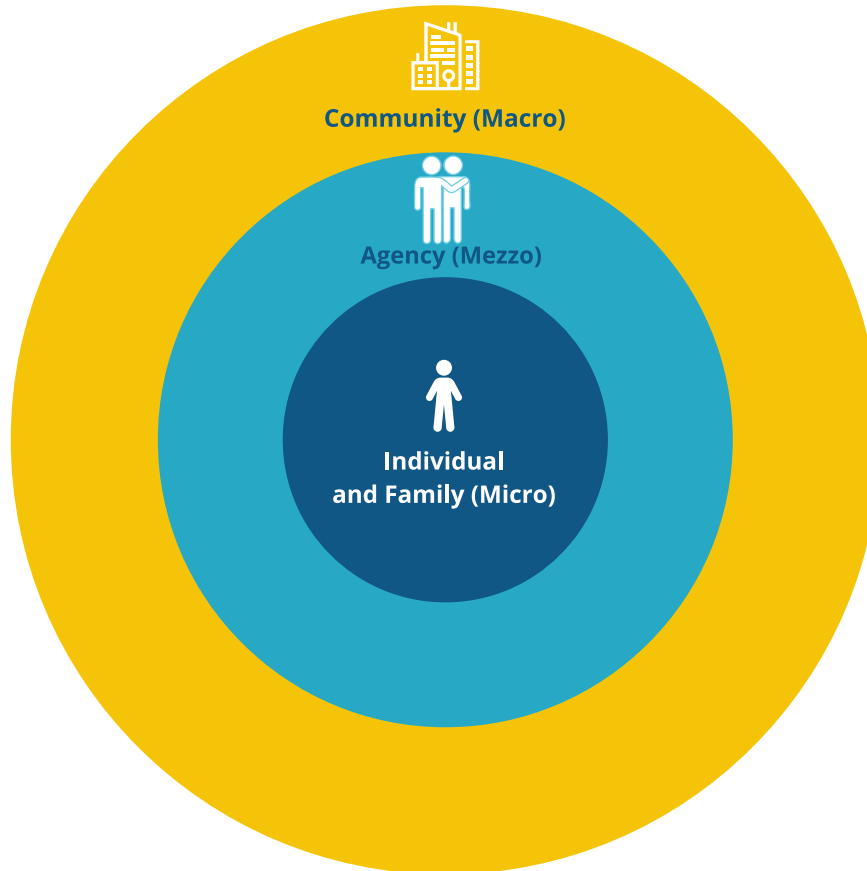 Community (Macro)
Agency (Mezzo)
Individual
and Family (Micro)